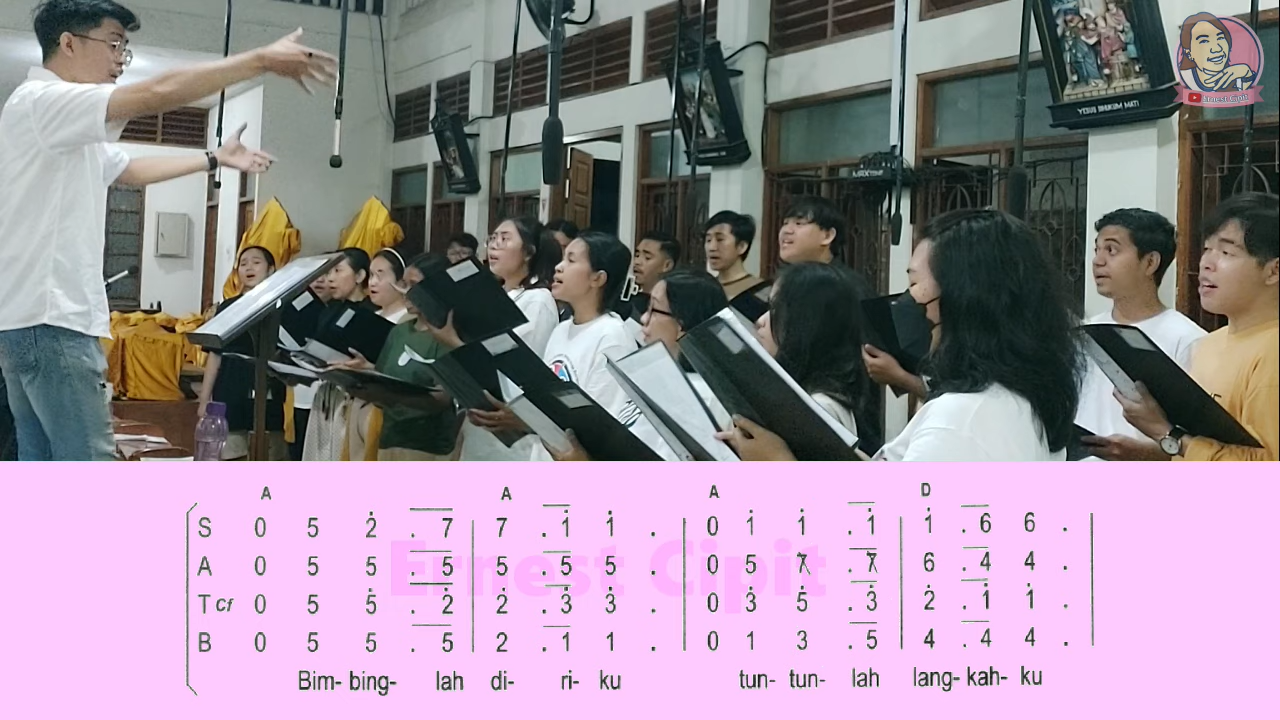 YESUS DIHUKUM MATI
Ernest Cipit
MAXTONE
A A A D
S 0 5 2̇ . 7 | 7 . 1̇ 1̇ . | 0 1̇ 1̇ . 1̇ | 1̇ . 6 6 . |
A 0 5 5 . 5 | 5 . 5 5 . | 0 5 7̷ . 7̷ | 6 . 4 4 . |
T Cf 0 5 5̇ . 2̇ | 2̇ . 3̇ 3̇ . | 0 3̇ 5̇ . 3̇ | 2̇ . 1̇ 1̇ . |
B 0 5 5 . 5 | 2 . 1 1 . | 0 1 3 . 5 | 4 . 4 4 . |
Bim- bing- lah di- ri- ku tun- tun- lah lang- kah- ku
Ernest Cipit